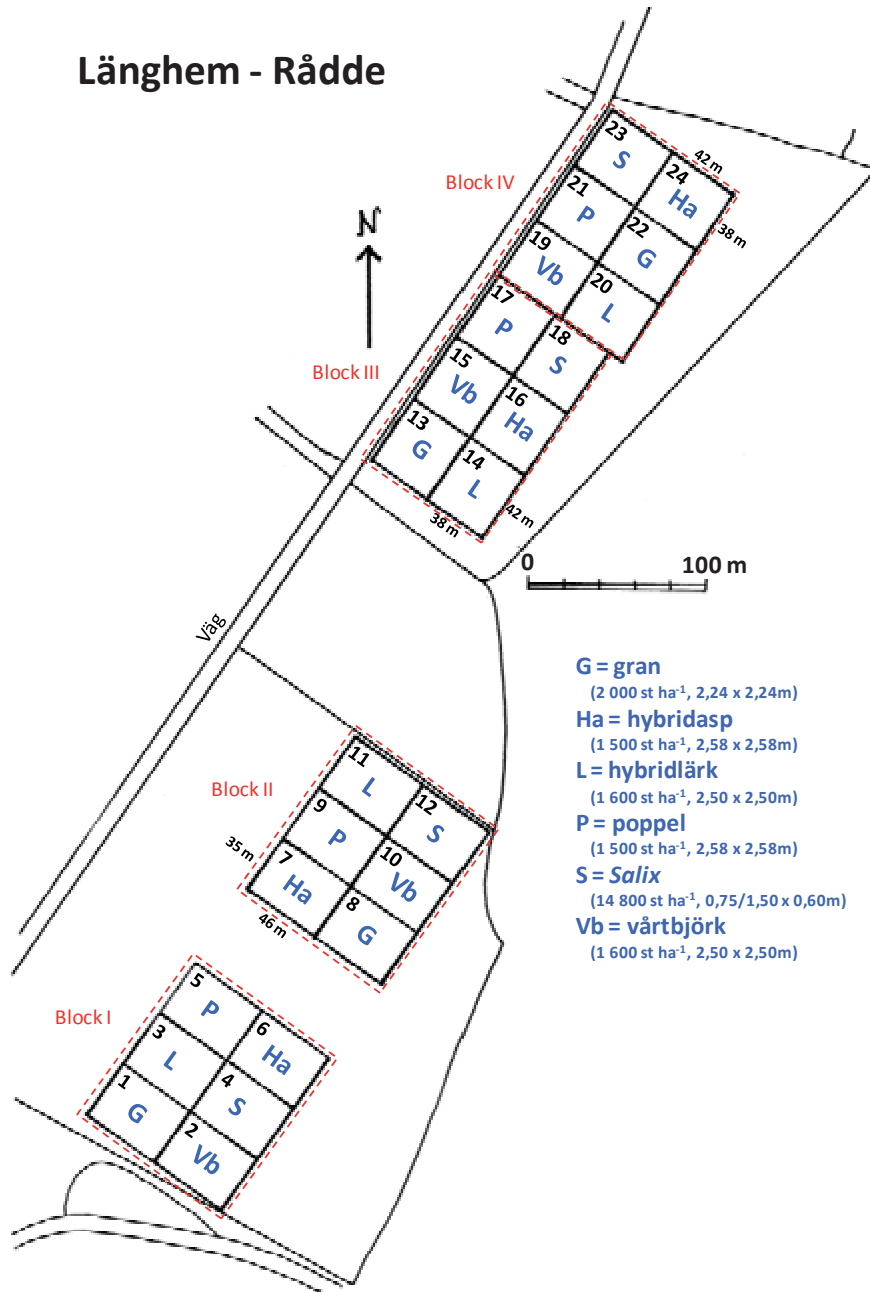 Länghem - Rådde
Block IV
N
23
S
24
Ha
42 m
21
P
22
G
38 m
19
Vb
20
L
Block III
17
P
18
S
15
Vb
16
Ha
13
G
14
L
38 m
42 m
0 100 m
Väg
G = gran
(2 000 st ha⁻¹, 2,24 x 2,24m)
Ha = hybridasp
(1 500 st ha⁻¹, 2,58 x 2,58m)
L = hybridlärk
(1 600 st ha⁻¹, 2,50 x 2,50m)
P = poppel
(1 500 st ha⁻¹, 2,58 x 2,58m)
S = Salix
(14 800 st ha⁻¹, 0,75/1,50 x 0,60m)
Vb = vårtbjörk
(1 600 st ha⁻¹, 2,50 x 2,50m)
Block II
11
L
12
S
9
P
10
Vb
35 m
7
Ha
8
G
46 m
Block I
5
P
6
Ha
3
L
4
S
1
G
2
Vb